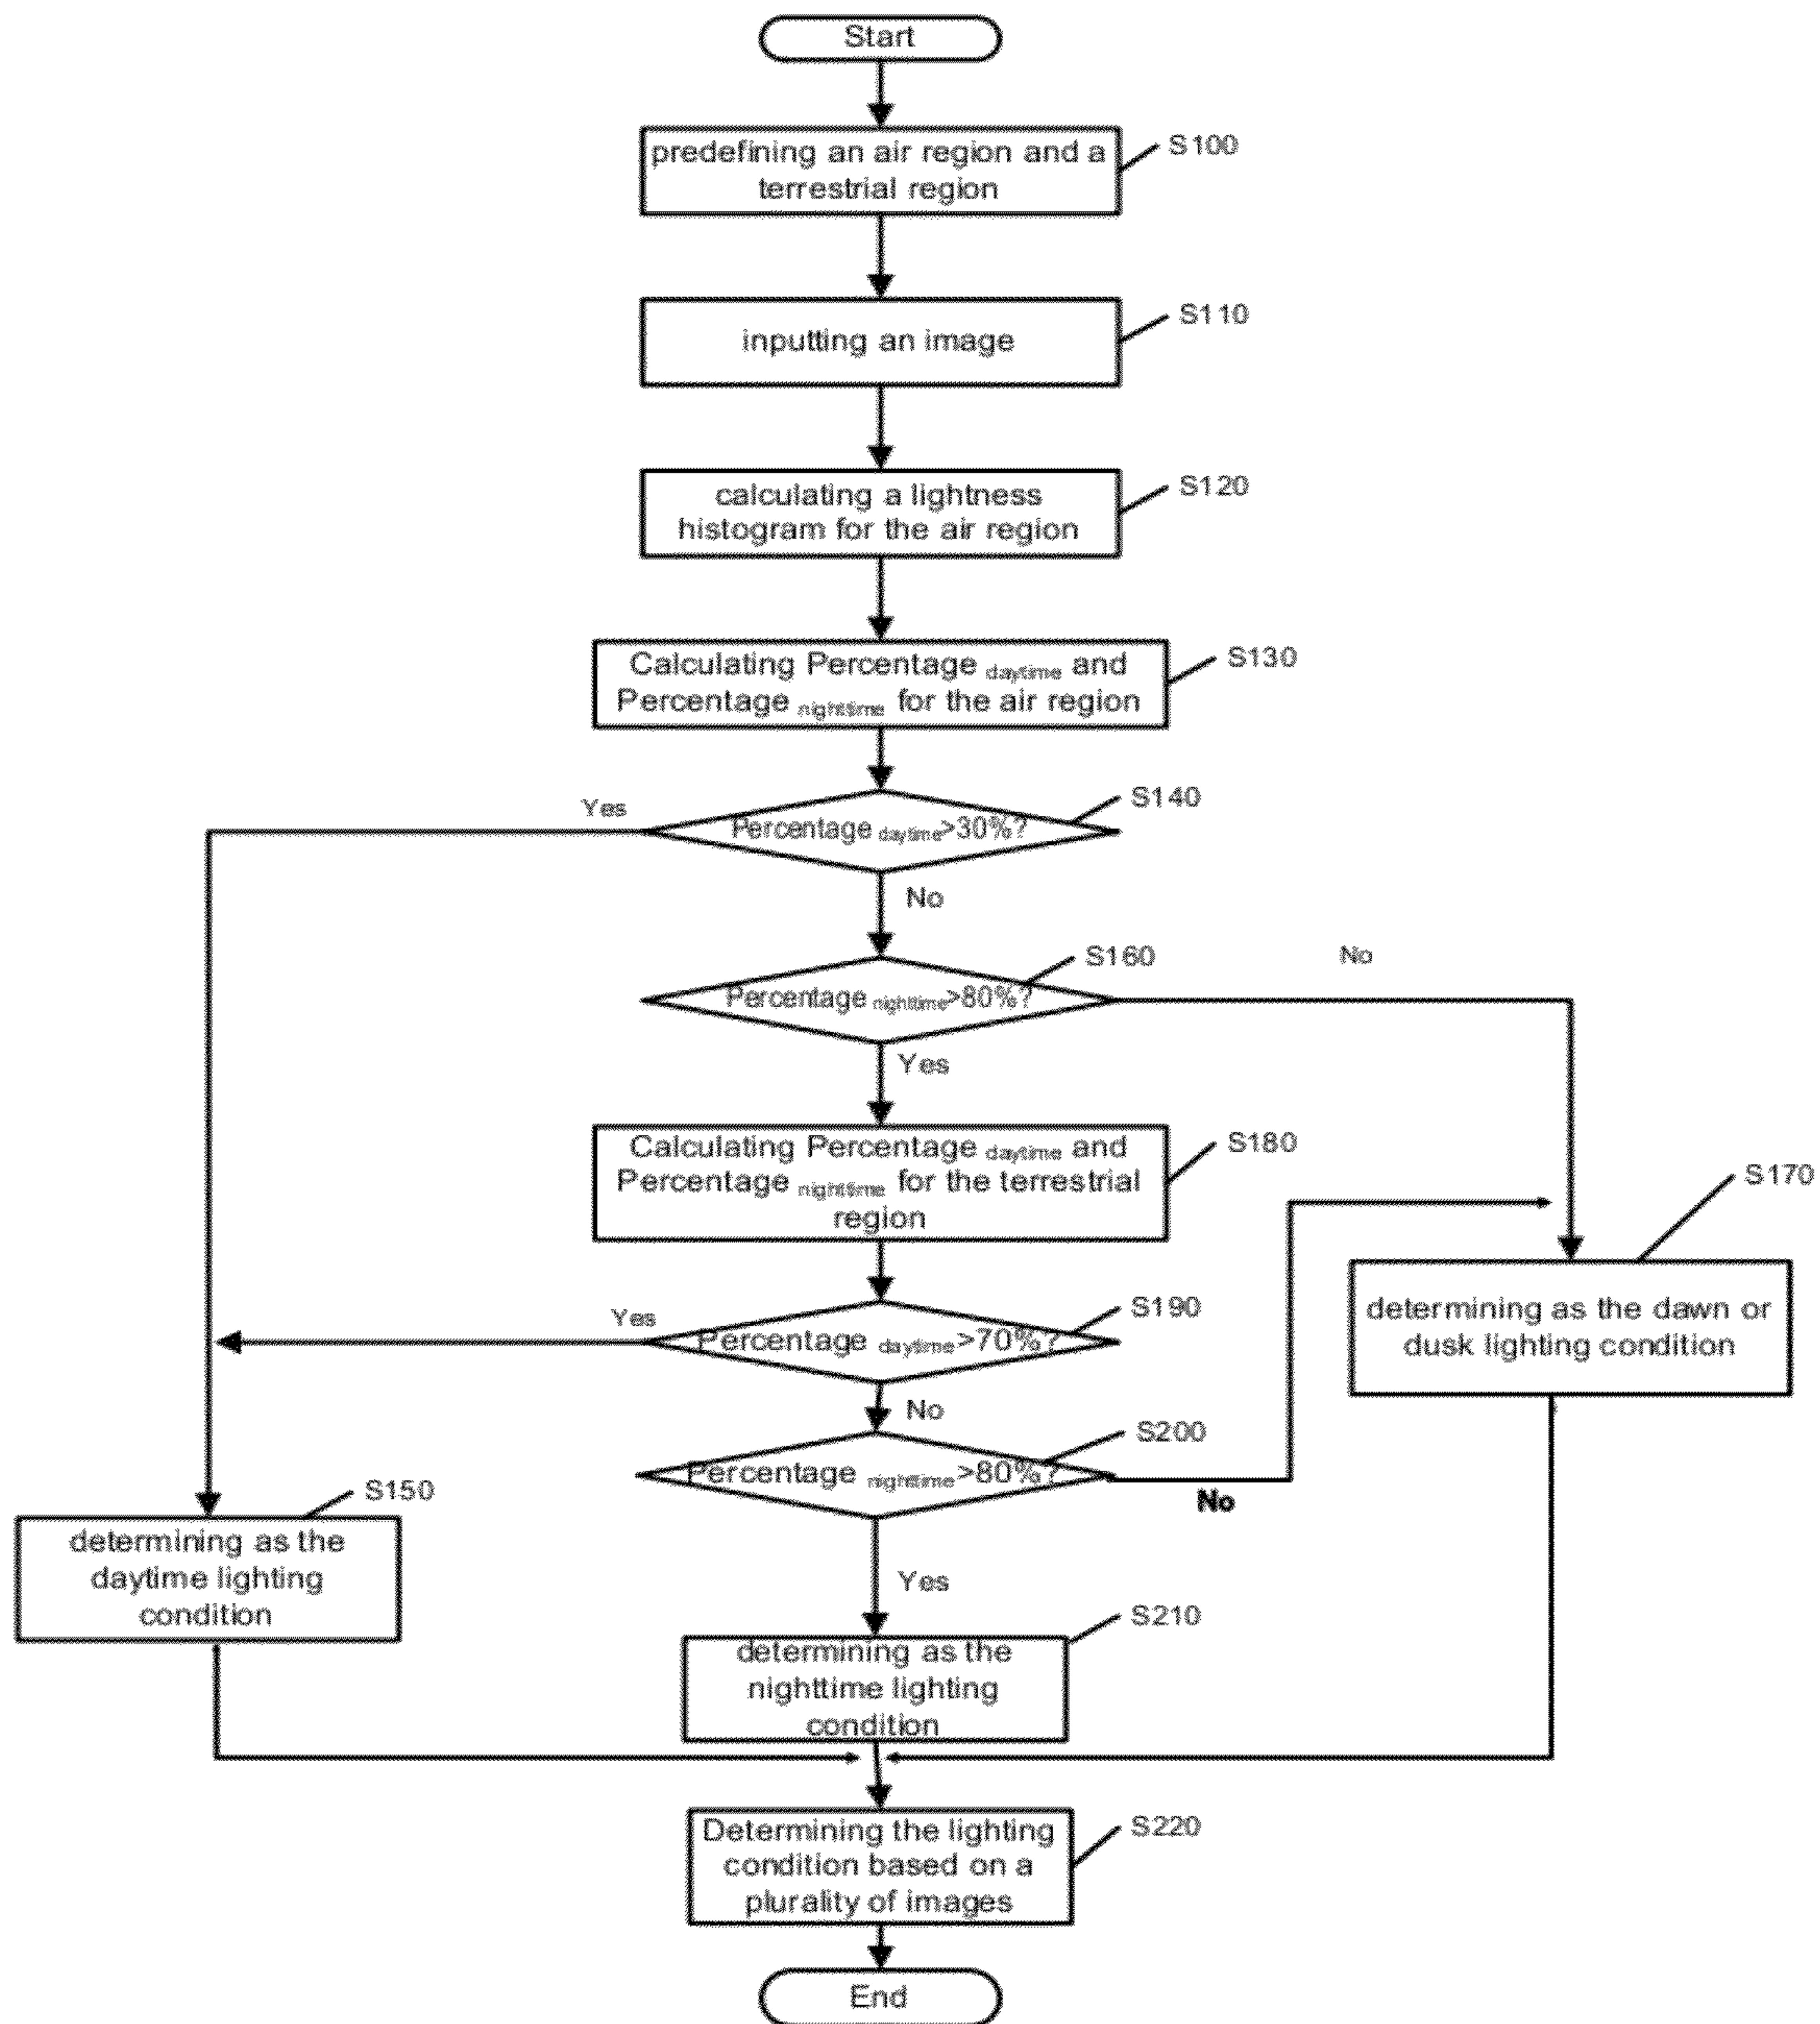 Start
predefining an air region and a
terrestrial region
S100
inputting an image
S110
calculating a lightness
histogram for the air region
S120
Calculating Percentage daytime and
Percentage nighttime for the air region
S130
Yes
Percentage daytime>30%?
S140
No
Percentage nighttime>80%?
S160
No
Yes
Calculating Percentage daytime and
Percentage nighttime for the terrestrial
region
S180
S170
determining as the dawn or
dusk lighting condition
Yes
Percentage daytime>70%?
S190
No
Percentage nighttime>80%?
S200
No
S150
determining as the
daytime lighting
condition
Yes
S210
determining as the
nighttime lighting
condition
Determining the lighting
condition based on a
plurality of images
S220
End